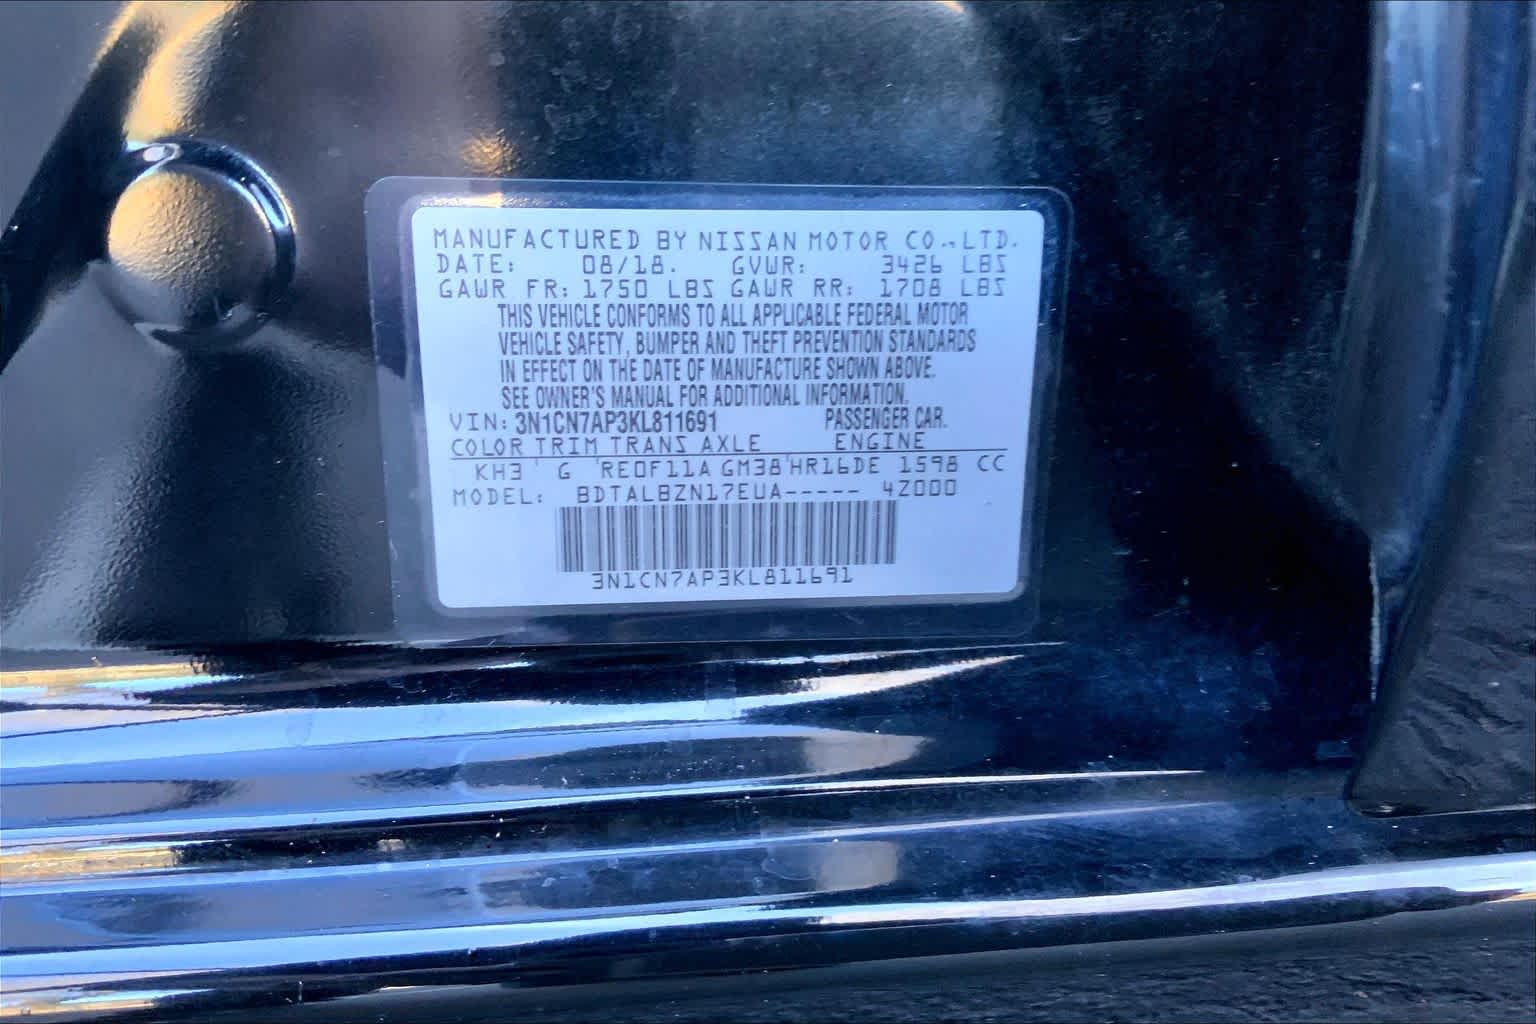 MANUFACTURED BY NISSAN MOTOR CO.,LTD.
DATE: 08/18. GVWR: 3426 LBS
GAWR FR: 1750 LBS GAWR RR: 1708 LBS
THIS VEHICLE CONFORMS TO ALL APPLICABLE FEDERAL MOTOR
VEHICLE SAFETY, BUMPER AND THEFT PREVENTION STANDARDS
IN EFFECT ON THE DATE OF MANUFACTURE SHOWN ABOVE.
SEE OWNER'S MANUAL FOR ADDITIONAL INFORMATION.
VIN: 3N1CN7AP3KL811691 PASSENGER CAR.
COLOR TRIM TRANS AXLE ENGINE
KH3 G RE0F11A GM38 HR16DE 1598 CC
MODEL: BDTALBZN17EUA----- 4Z000
3N1CN7AP3KL811691